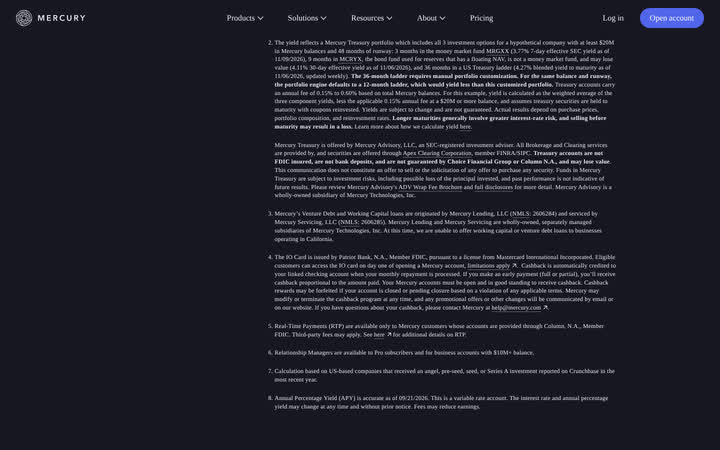 MERCURY
Products
Solutions
Resources
About
Pricing
Log in
Open account
2. The yield reflects a Mercury Treasury portfolio which includes all 3 investment options for a hypothetical company with at least $20M
in Mercury balances and 48 months of runway: 3 months in the money market MRGXX (3.77% 7-day effective SEC yield as of
11/09/2026), 9 months in MCRYX, the bond fund used for reserves that has a floating NAV, is not a money market fund, and may lose
value (4.11% 30-day effective yield as of 11/06/2026), and 36 months in a US Treasury ladder (4.27% blended yield to maturity as of
11/06/2026, updated weekly). The 36-month ladder requires manual portfolio customization. For the same balance and runway,
the portfolio engine defaults to a 12-month ladder, which would yield less than this customized portfolio. Treasury accounts carry
an annual fee of 0.15% to 0.60% based on total Mercury balances. For this example, yield is calculated as the weighted average of the
three component yields, less the applicable 0.15% annual fee at a $20M or more balance, and assumes treasury securities are held to
maturity with coupons reinvested. Yields are subject to change and are not guaranteed. Actual results depend on purchase prices,
portfolio composition, and reinvestment rates. Longer maturities generally involve greater interest-rate risk, and selling before
maturity may result in a loss. Learn more about how we calculate yield here.
Mercury Treasury is offered by Mercury Advisory, LLC, an SEC-registered investment adviser. All Brokerage and Clearing services
are provided by, and securities are offered through Apex Clearing Corporation, member FINRA/SIPC. Treasury accounts are not
FDIC insured, are not bank deposits, and are not guaranteed by Choice Financial Group or Column N.A., and may lose value.
This communication does not constitute an offer to sell or the solicitation of any offer to purchase any security. Funds in Mercury
Treasury are subject to investment risks, including possible loss of the principal invested, and past performance is not indicative of
future results. Please review Mercury Advisory's ADV Wrap Fee Brochure and full disclosures for more detail. Mercury Advisory is a
wholly-owned subsidiary of Mercury Technologies, Inc.
3. Mercury's Venture Debt and Working Capital loans are originated by Mercury Lending, LLC (NMLS: 2606284) and serviced by
Mercury Servicing, LLC (NMLS: 2606285). Mercury Lending and Mercury Servicing are wholly-owned, separately managed
subsidiaries of Mercury Technologies, Inc. At this time, we are unable to offer working capital or venture debt loans to businesses
operating in California.
4. The IO Card is issued by Patriot Bank, N.A., Member FDIC, pursuant to a license from Mastercard International Incorporated. Eligible
customers can access the IO card on day one of opening a Mercury account, limitations apply ↗. Cashback is automatically credited to
your linked checking account when your monthly repayment is processed. If you make an early payment (full or partial), you'll receive
cashback proportional to the amount paid. Your Mercury accounts must be open and in good standing to receive cashback. Cashback
rewards may be forfeited if your account is closed or pending closure based on a violation of any applicable terms. Mercury may
modify or terminate the cashback program at any time, and any promotional offers or other changes will be communicated by email or
on our website. If you have questions about your cashback, please contact Mercury at help@mercury.com ↗.
5. Real-Time Payments (RTP) are available only to Mercury customers whose accounts are provided through Column, N.A., Member
FDIC. Third-party fees may apply. See here ↗ for additional details on RTP.
6. Relationship Managers are available to Pro subscribers and for business accounts with $10M+ balance.
7. Calculation based on US-based companies that received an angel, pre-seed, seed, or Series A investment reported on Crunchbase in the
most recent year.
8. Annual Percentage Yield (APY) is accurate as of 09/21/2026. This is a variable rate account. The interest rate and annual percentage
yield may change at any time and without prior notice. Fees may reduce earnings.